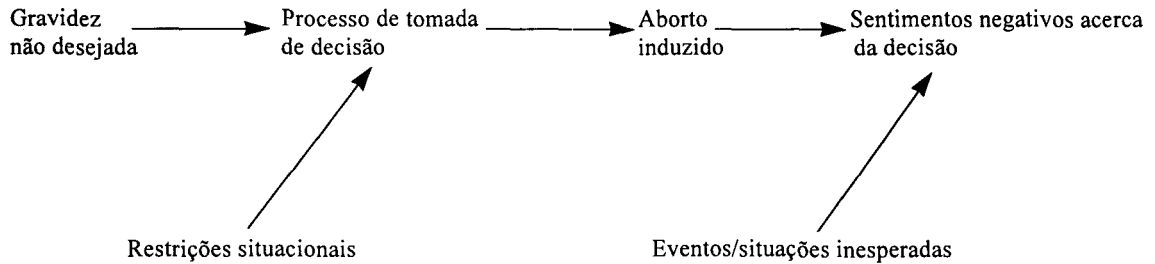 Gravidez
não desejada
Processo de tomada
de decisão
Aborto
induzido
Sentimentos negativos acerca
da decisão
Restrições situacionais
Eventos/situações inesperadas